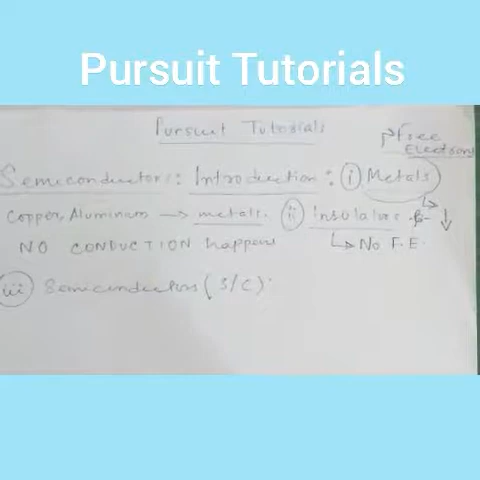 Pursuit Tutorials
Pursuit Tutorials
Free
Electrons
Semiconductors: Introduction: (i) Metals
Copper, Aluminium → metals. (ii) Insulator
NO CONDUCTION happens ↳ No F.E.
(iii) Semiconductors (S/C)